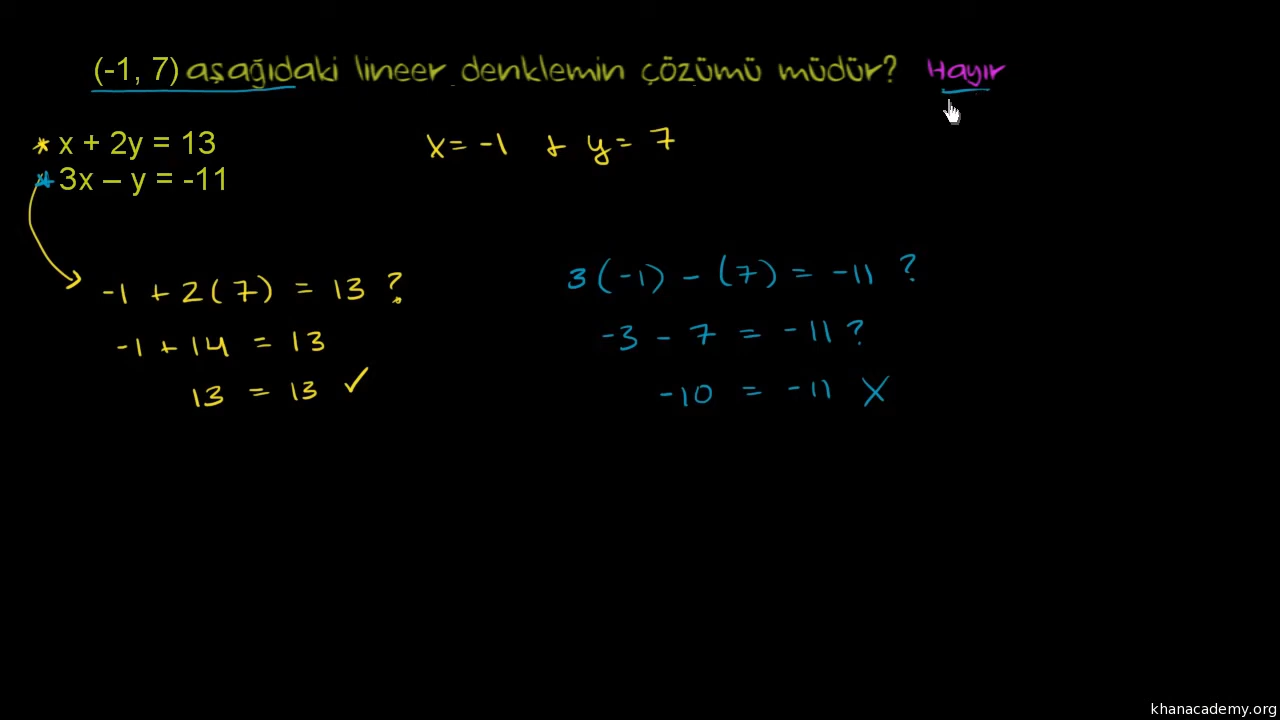 (-1, 7) aşağıdaki lineer denklemin çözümü müdür? Hayır
x + 2y = 13
x = -1 + y = 7
3x – y = -11
-1 + 2(7) = 13 ?
-1 + 14 = 13
13 = 13 ✓
3(-1) - (7) = -11 ?
-3 - 7 = -11 ?
-10 = -11 X
khanacademy.org